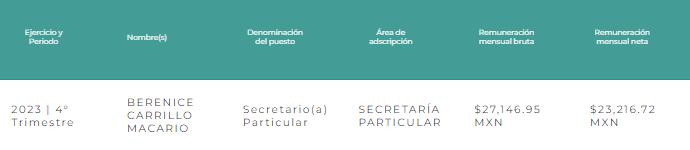 Ejercicio y
Periodo
Nombre(s)
Denominación
del puesto
Área de
adscripción
Remuneración
mensual bruta
Remuneración
mensual neta
2023 | 4°
Trimestre
BERENICE
CARRILLO
MACARIO
Secretario(a)
Particular
SECRETARÍA
PARTICULAR
$27,146.95
MXN
$23,216.72
MXN